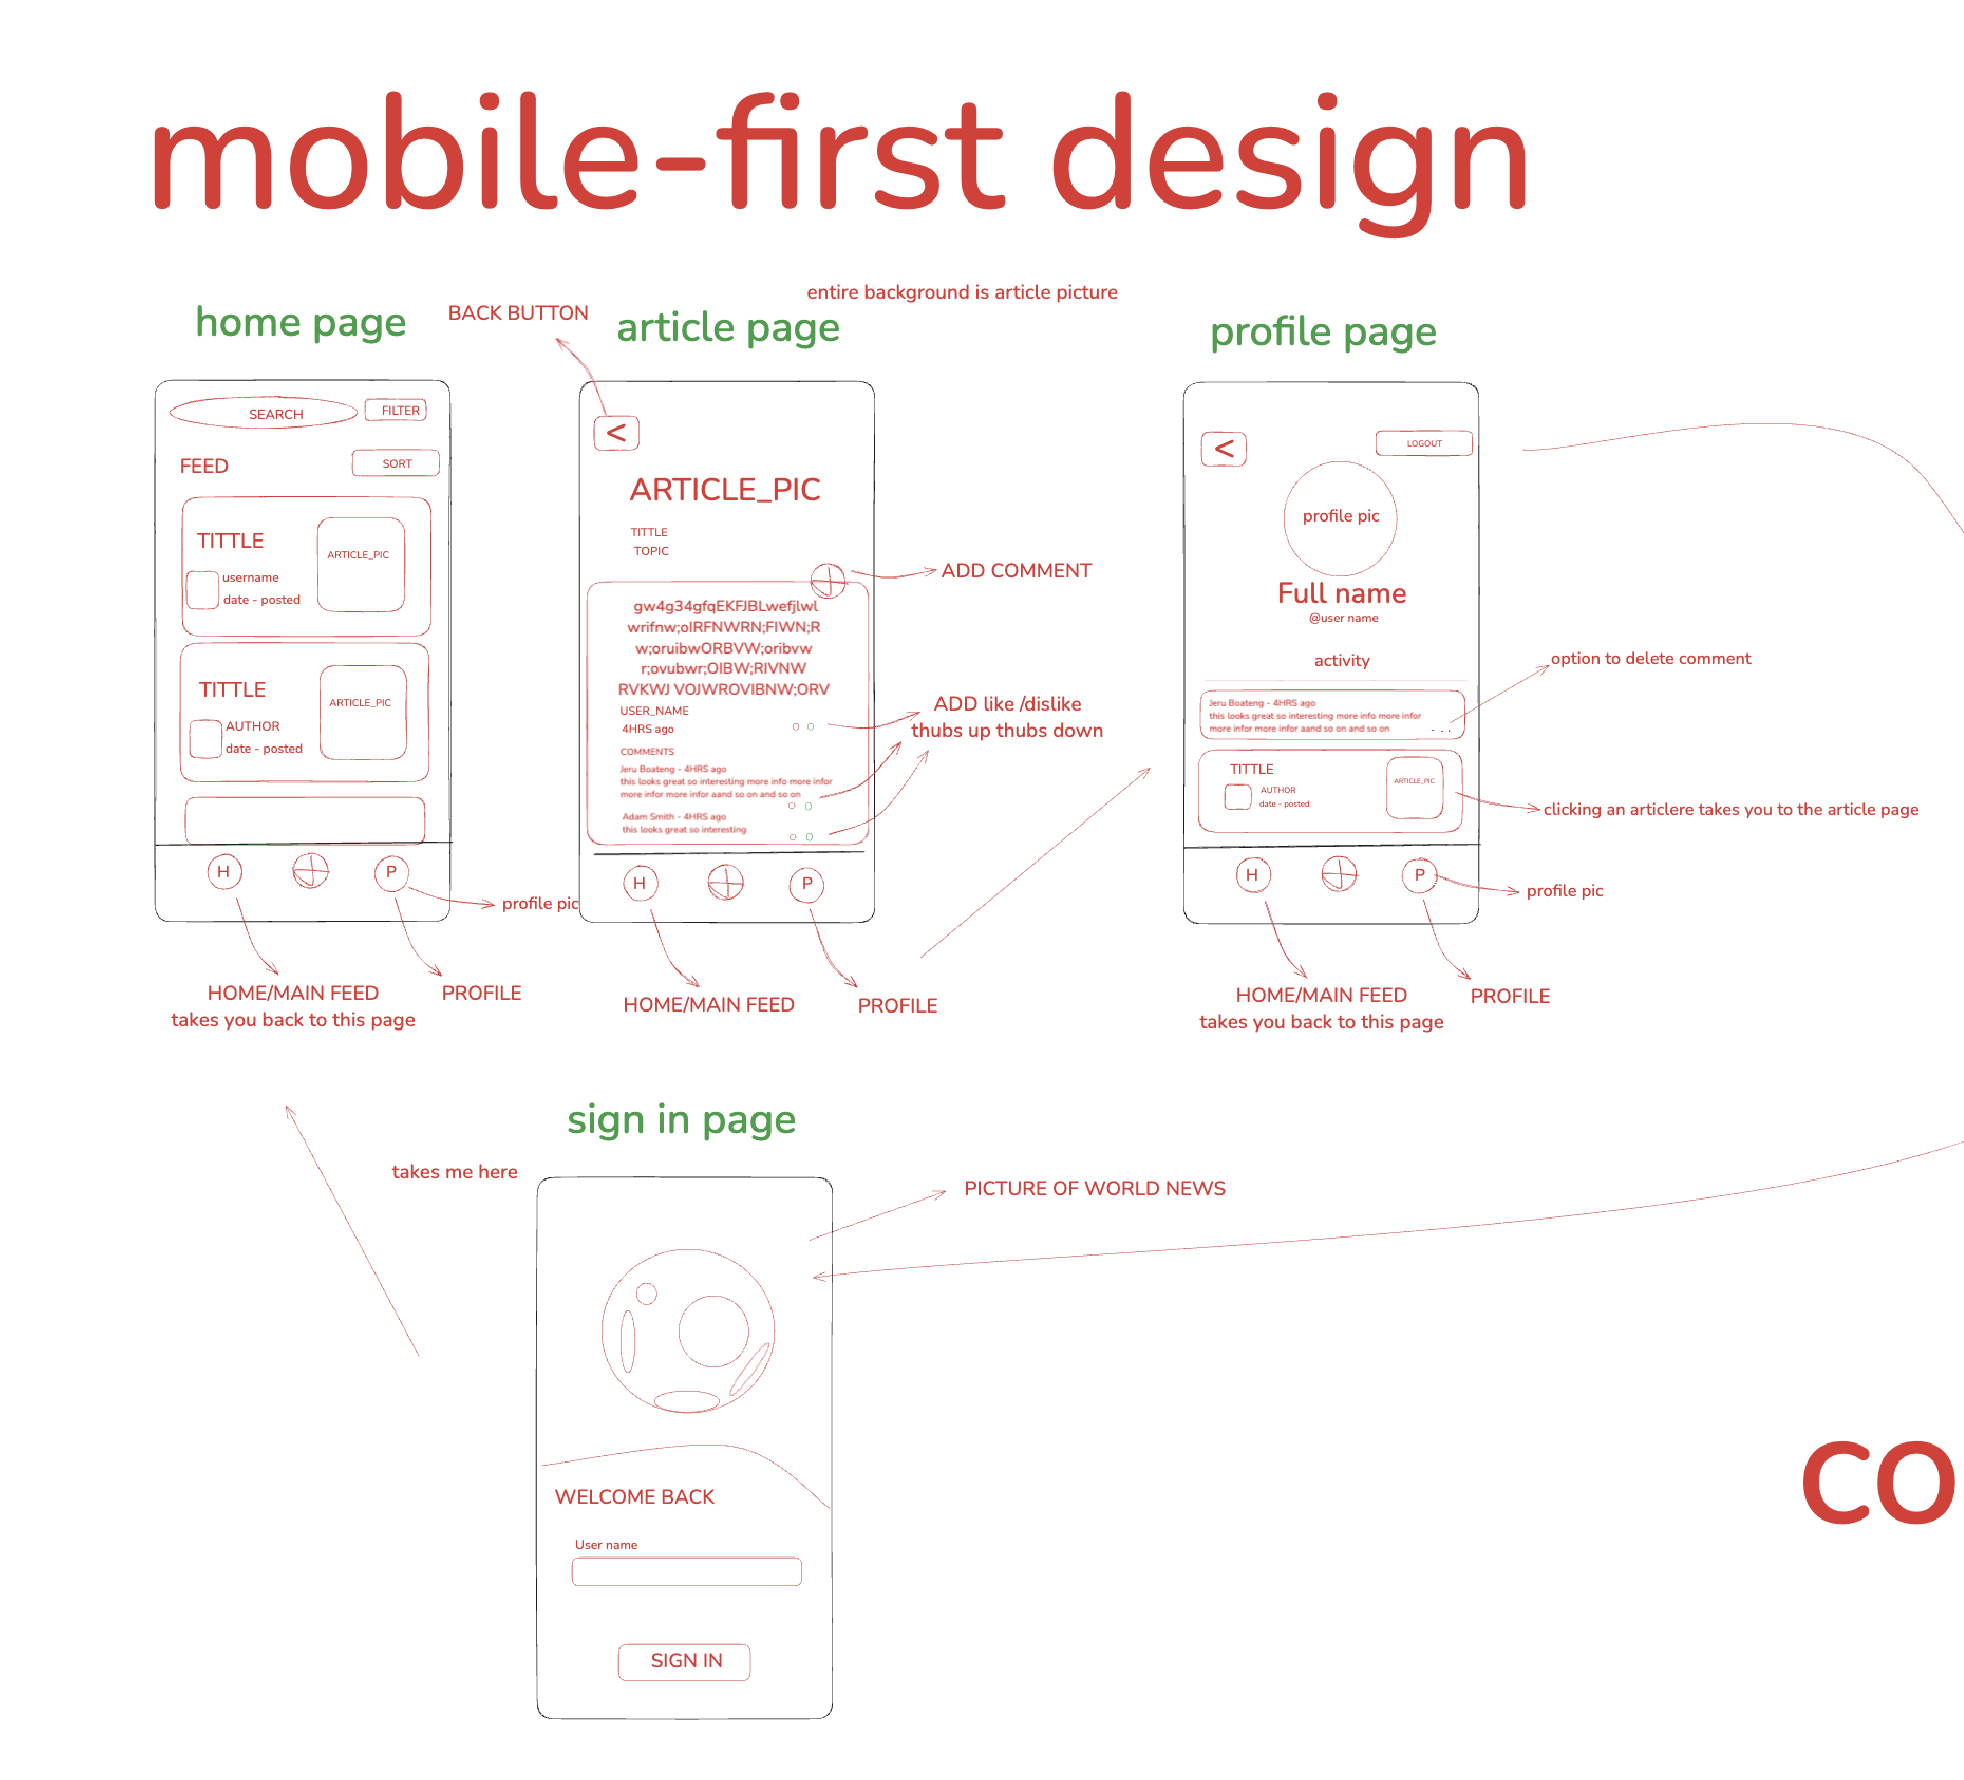 mobile-first design
home page
BACK BUTTON
entire background is article picture
article page
profile page
SEARCH
FILTER
FEED
SORT
TITTLE
ARTICLE_PIC
username
date - posted
TITTLE
ARTICLE_PIC
AUTHOR
date - posted
H
P
profile pic
HOME/MAIN FEED
takes you back to this page
PROFILE
<
ARTICLE_PIC
TITTLE
TOPIC
ADD COMMENT
gw4g34gfqEKFJBLwefjlwl
wrifnw;oIRFNWRN;FIWN;R
w;oruibwORBVW;oribvw
r;ovubwr;OIBW;RIVNW
RVKWJ VOJWROVIBNW;ORV
USER_NAME
4HRS ago
ADD like /dislike
thubs up thubs down
COMMENTS
Jeru Boateng - 4HRS ago
this looks great so interesting more info more infor
more infor more infor aand so on and so on
Adam Smith - 4HRS ago
this looks great so interesting
H
P
HOME/MAIN FEED
PROFILE
<
LOGOUT
profile pic
Full name
@user name
activity
option to delete comment
Jeru Boateng - 4HRS ago
this looks great so interesting more info more infor
more infor more infor aand so on and so on
. . .
TITTLE
ARTICLE_PIC
AUTHOR
date - posted
clicking an articlere takes you to the article page
H
P
profile pic
HOME/MAIN FEED
takes you back to this page
PROFILE
sign in page
takes me here
PICTURE OF WORLD NEWS
WELCOME BACK
User name
SIGN IN
CO